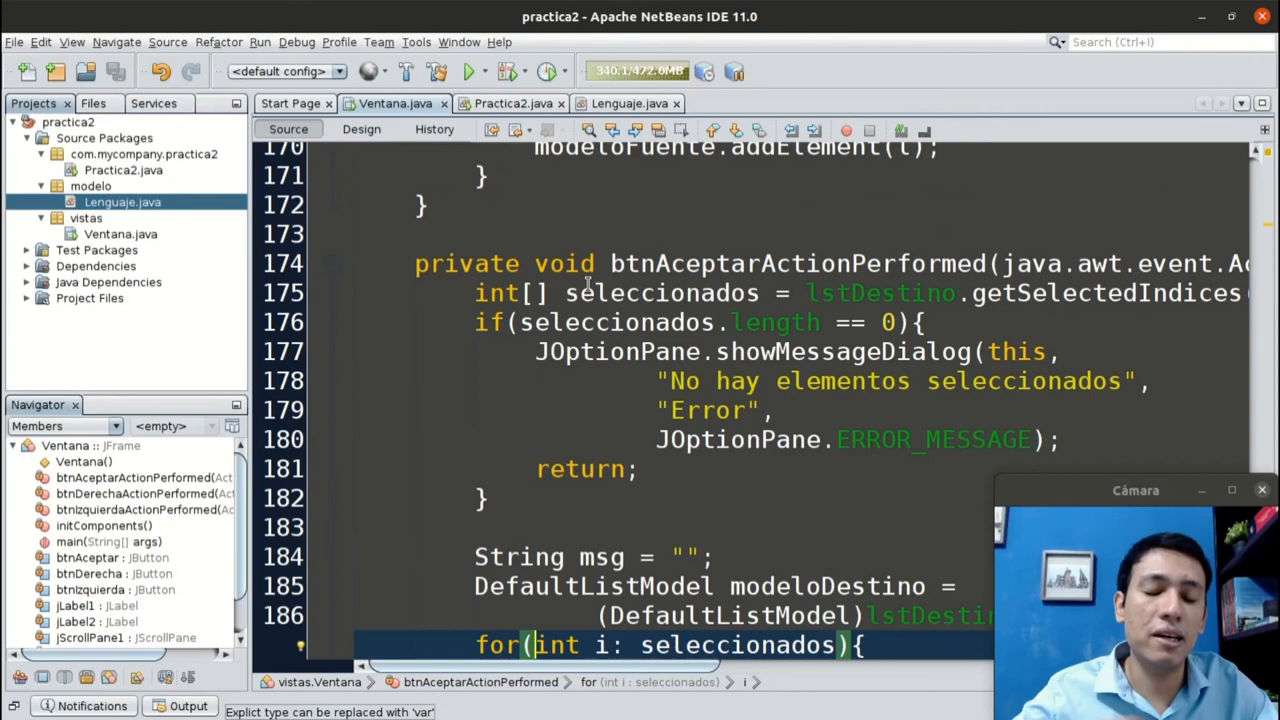 practica2 - Apache NetBeans IDE 11.0
File Edit View Navigate Source Refactor Run Debug Profile Team Tools Window Help
Search (Ctrl+I)
<default config>
340.1/472.0MB
Projects
Files
Services
Start Page
Ventana.java
Practica2.java
Lenguaje.java
Source
Design
History
practica2
Source Packages
com.mycompany.practica2
Practica2.java
modelo
Lenguaje.java
vistas
Ventana.java
Test Packages
Dependencies
Java Dependencies
Project Files
Navigator
Members
<empty>
Ventana :: JFrame
Ventana()
btnAceptarActionPerformed(Act
btnDerechaActionPerformed(Act
btnIzquierdaActionPerformed(Ac
initComponents()
main(String[] args)
btnAceptar : JButton
btnDerecha : JButton
btnIzquierda : JButton
jLabel1 : JLabel
jLabel2 : JLabel
jScrollPane1 : JScrollPane
170 modeloFuente.addElement(l);
171 }
172 }
173
174 private void btnAceptarActionPerformed(java.awt.event.Ac
175 int[] seleccionados = lstDestino.getSelectedIndices(
176 if(seleccionados.length == 0){
177 JOptionPane.showMessageDialog(this,
178 "No hay elementos seleccionados",
179 "Error",
180 JOptionPane.ERROR_MESSAGE);
181 return;
182 }
183
184 String msg = "";
185 DefaultListModel modeloDestino =
186 (DefaultListModel)lstDestin
for(int i: seleccionados){
Cámara
vistas.Ventana
btnAceptarActionPerformed
for (int i : seleccionados)
i
Notifications
Output
Explict type can be replaced with 'var'